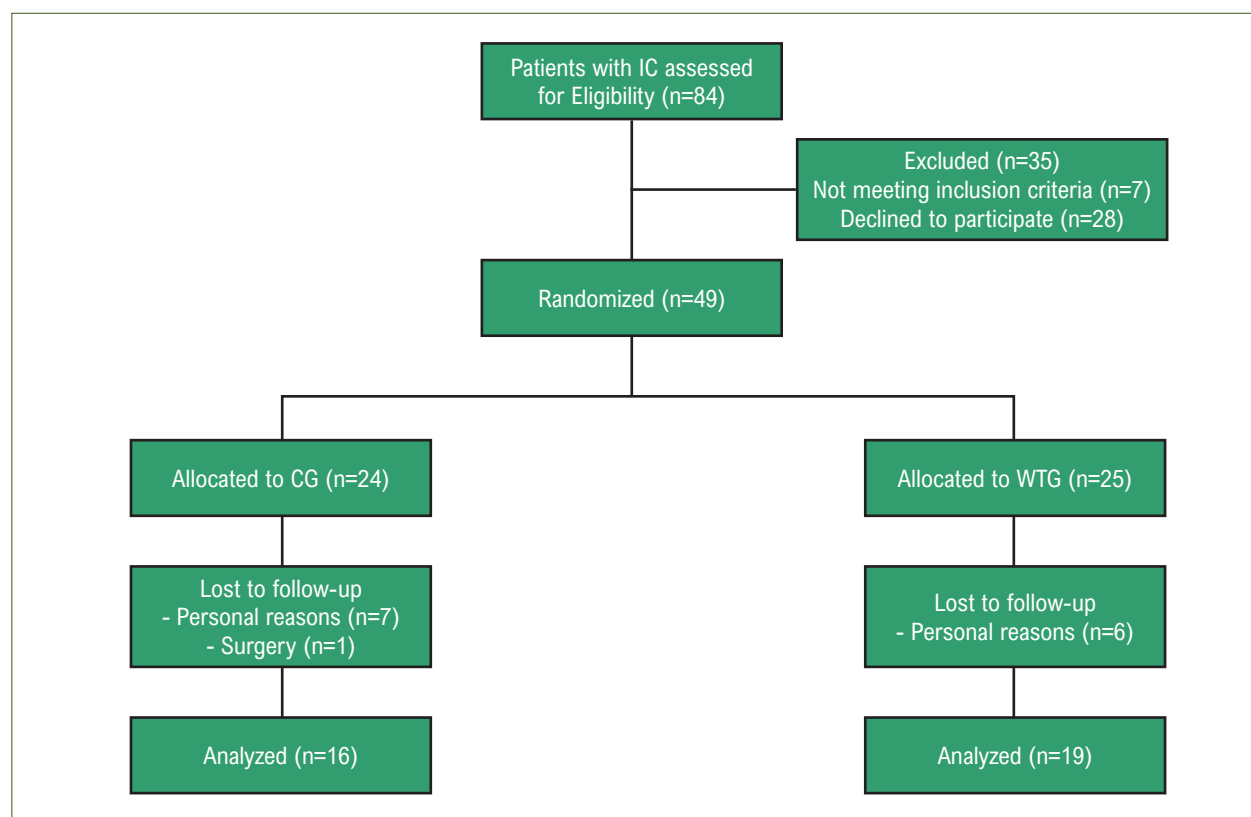 Patients with IC assessed
for Eligibility (n=84)
Excluded (n=35)
Not meeting inclusion criteria (n=7)
Declined to participate (n=28)
Randomized (n=49)
Allocated to CG (n=24)
Allocated to WTG (n=25)
Lost to follow-up
- Personal reasons (n=7)
- Surgery (n=1)
Lost to follow-up
- Personal reasons (n=6)
Analyzed (n=16)
Analyzed (n=19)